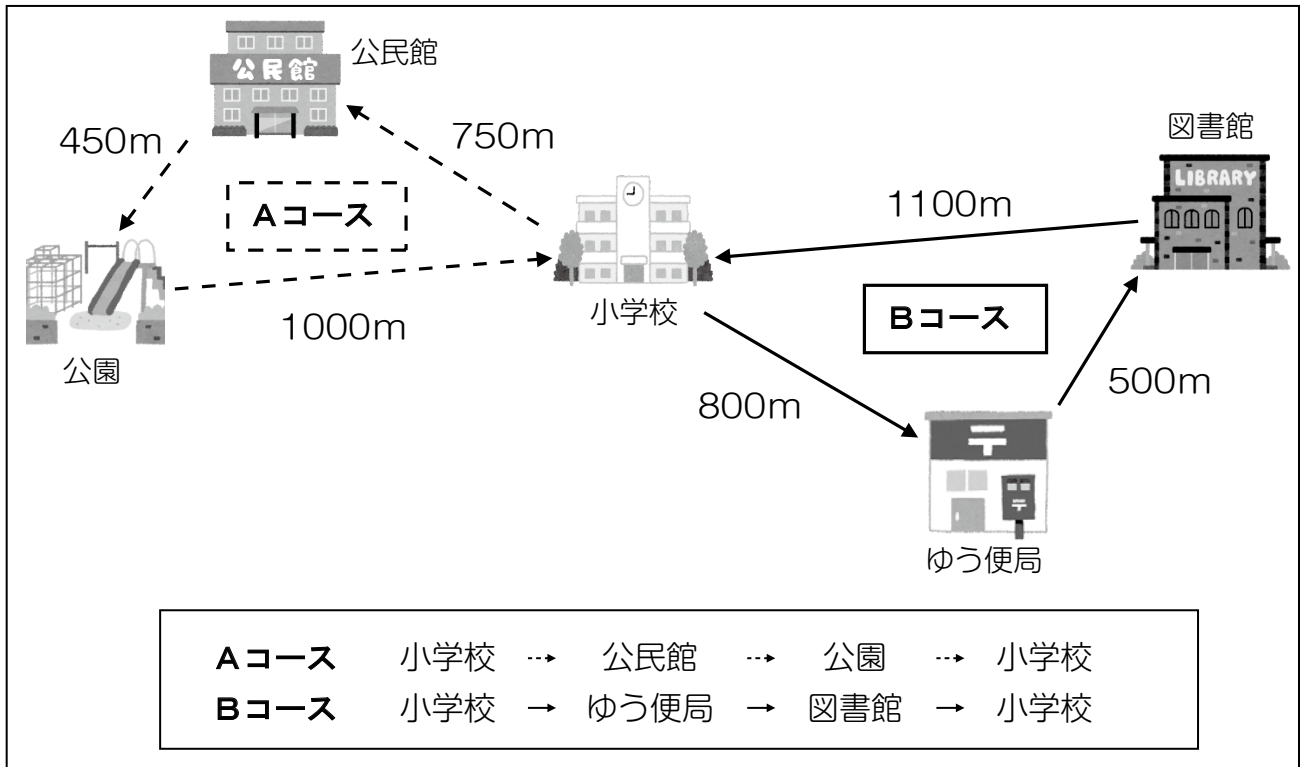 公民館
公民館
450m
750m
Aコース
図書館
LIBRARY
1100m
小学校
Bコース
1000m
公園
800m
500m
〒
〒
ゆう便局
Aコース 小学校 ⇢ 公民館 ⇢ 公園 ⇢ 小学校
Bコース 小学校 → ゆう便局 → 図書館 → 小学校